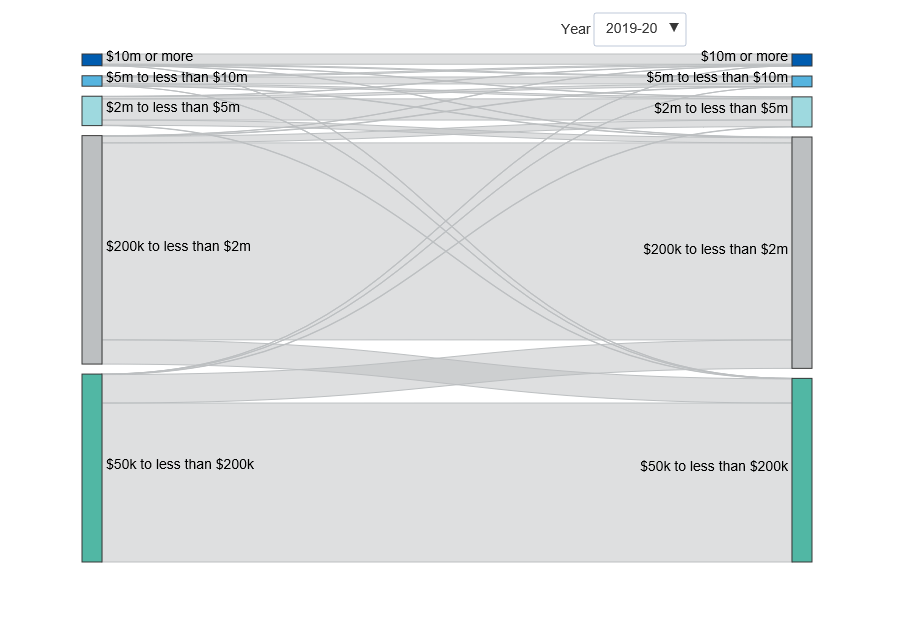 Year 2019-20
$10m or more $10m or more
$5m to less than $10m $5m to less than $10m
$2m to less than $5m $2m to less than $5m
$200k to less than $2m $200k to less than $2m
$50k to less than $200k $50k to less than $200k